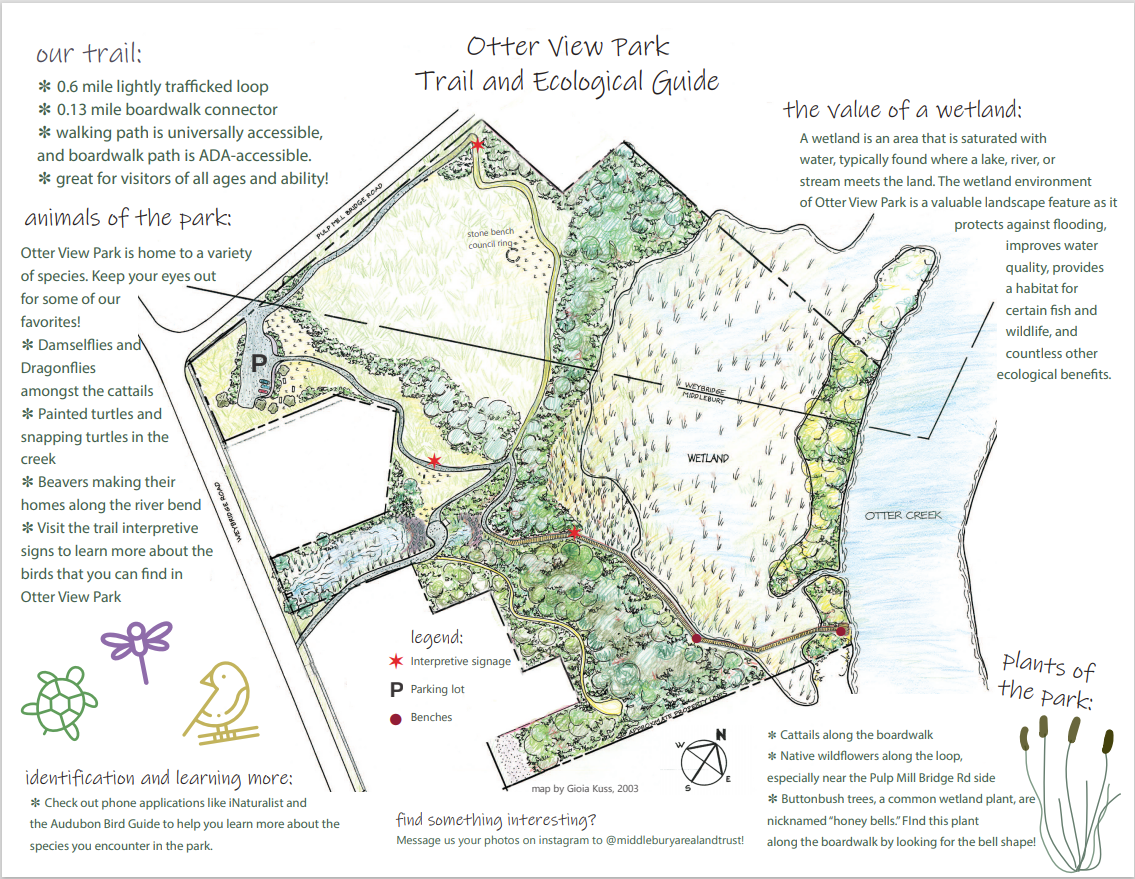 Otter View Park
Trail and Ecological Guide
our trail:
✻ 0.6 mile lightly trafficked loop
✻ 0.13 mile boardwalk connector
✻ walking path is universally accessible,
and boardwalk path is ADA-accessible.
✻ great for visitors of all ages and ability!
animals of the park:
Otter View Park is home to a variety
of species. Keep your eyes out
for some of our
favorites!
✻ Damselflies and
Dragonflies
amongst the cattails
✻ Painted turtles and
snapping turtles in the
creek
✻ Beavers making their
homes along the river bend
✻ Visit the trail interpretive
signs to learn more about the
birds that you can find in
Otter View Park
identification and learning more:
✻ Check out phone applications like iNaturalist and
the Audubon Bird Guide to help you learn more about the
species you encounter in the park.
PULP MILL BRIDGE ROAD
stone bench
council ring
P
WEYBRIDGE
MIDDLEBURY
WETLAND
OTTER CREEK
WEYBRIDGE ROAD
legend:
Interpretive signage
P Parking lot
Benches
APPROXIMATE PROPERTY
N
W
E
S
map by Gioia Kuss, 2003
find something interesting?
Message us your photos on instagram to @middleburyarealandtrust!
the value of a wetland:
A wetland is an area that is saturated with
water, typically found where a lake, river, or
stream meets the land. The wetland environment
of Otter View Park is a valuable landscape feature as it
protects against flooding,
improves water
quality, provides
a habitat for
certain fish and
wildlife, and
countless other
ecological benefits.
plants of
the park:
✻ Cattails along the boardwalk
✻ Native wildflowers along the loop,
especially near the Pulp Mill Bridge Rd side
✻ Buttonbush trees, a common wetland plant, are
nicknamed “honey bells.” FInd this plant
along the boardwalk by looking for the bell shape!